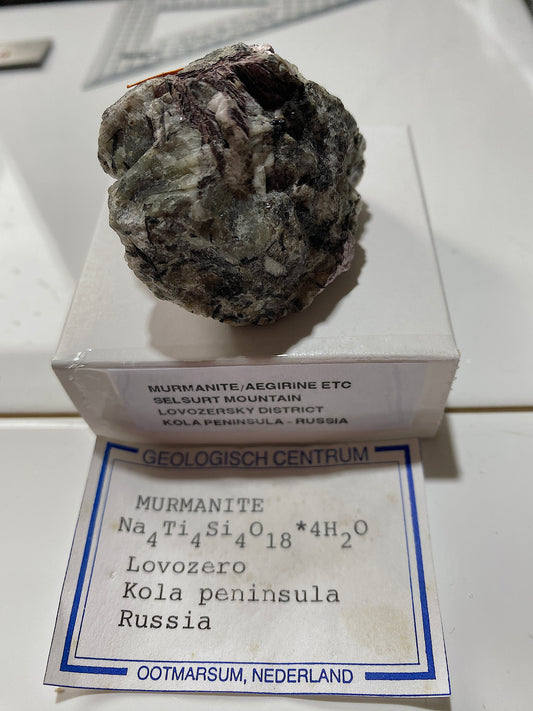 MURMANITE/AEGIRINE ETC
SELSURT MOUNTAIN
LOVOZERSKY DISTRICT
KOLA PENINSULA - RUSSIA
GEOLOGISCH CENTRUM
MURMANITE
Na4Ti4Si4O18*4H2O
Lovozero
Kola peninsula
Russia
OOTMARSUM, NEDERLAND